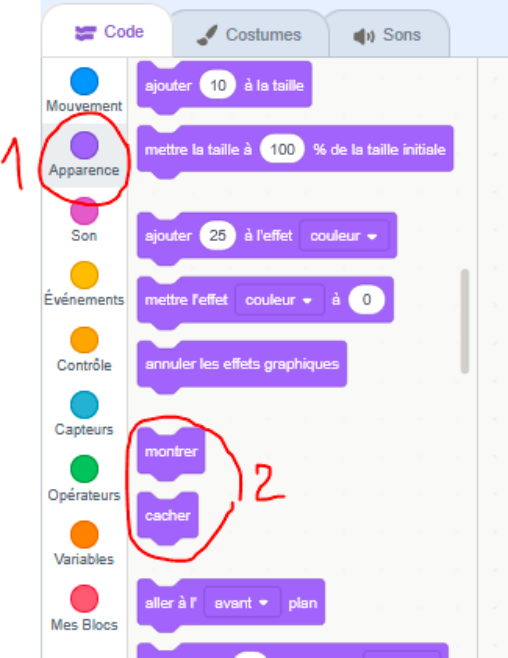 Code
Costumes
Sons
Mouvement
Apparence
Son
Événements
Contrôle
Capteurs
Opérateurs
Variables
Mes Blocs
1
ajouter 10 à la taille
mettre la taille à 100 % de la taille initiale
ajouter 25 à l'effet couleur
mettre l'effet couleur à 0
annuler les effets graphiques
montrer
cacher
2
aller à l' avant plan